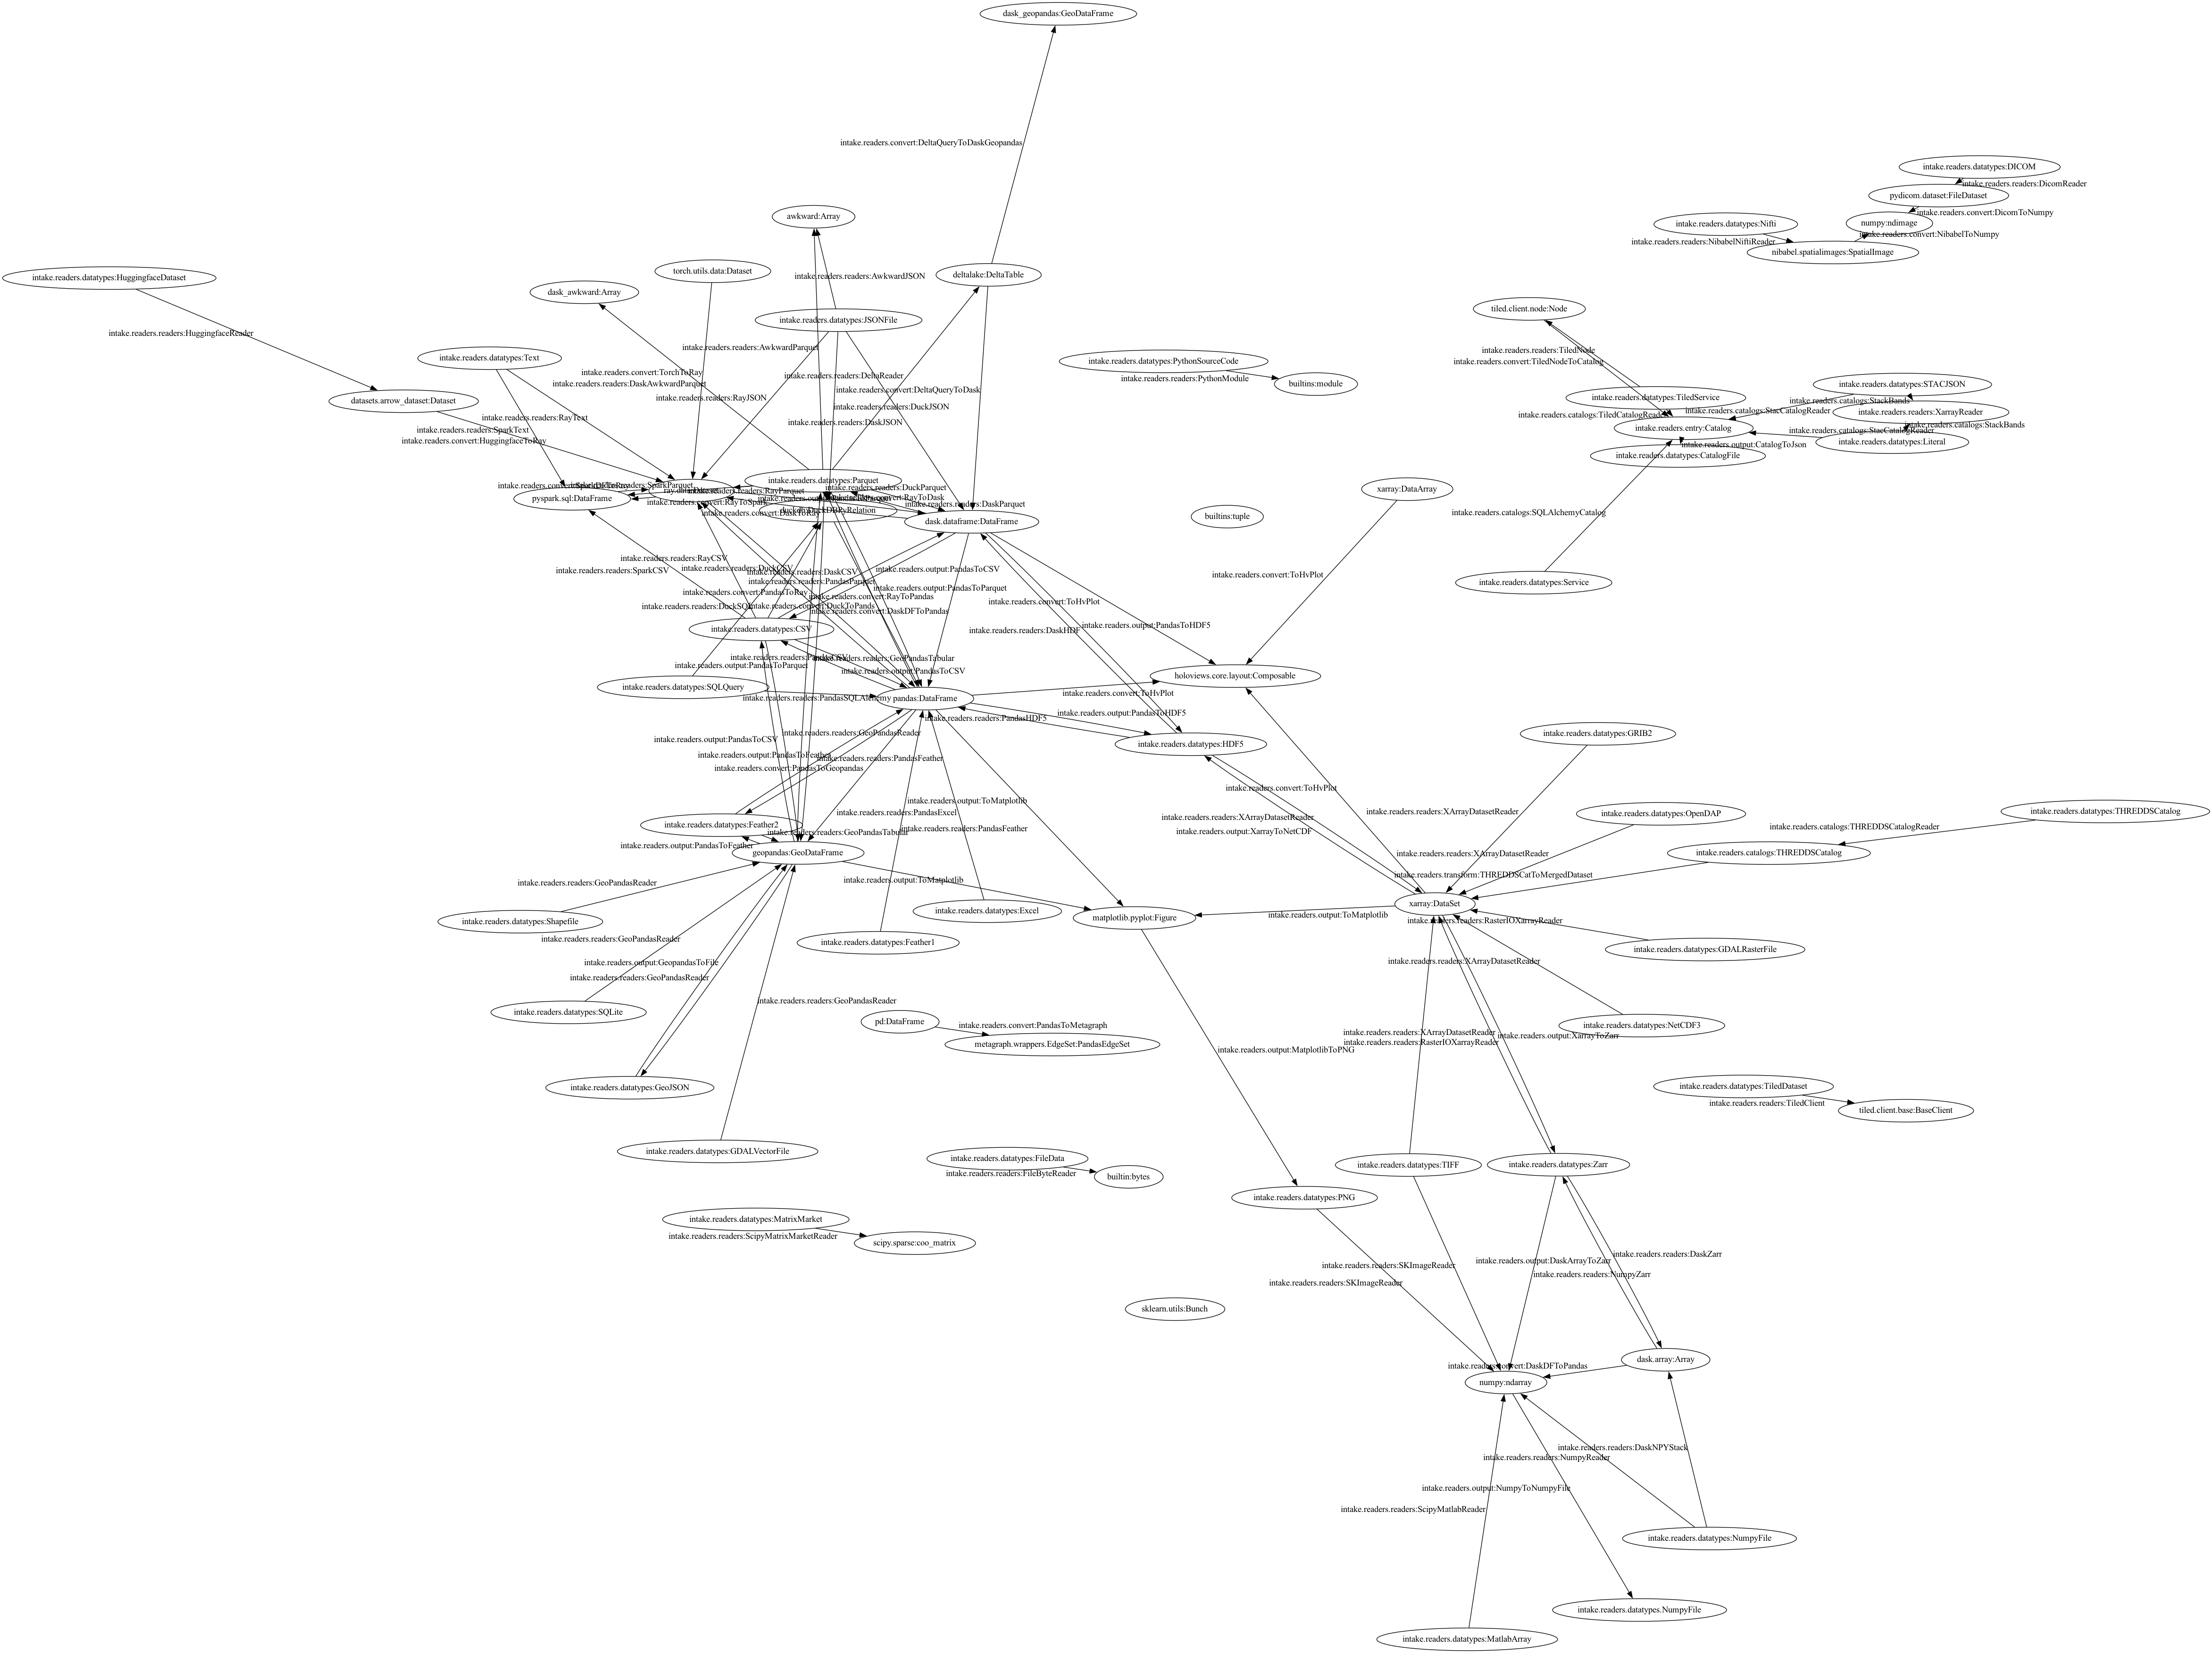 dask_geopandas:GeoDataFrame
intake.readers.convert:DeltaQueryToDaskGeopandas
intake.readers.datatypes:DICOM
intake.readers.readers:DicomReader
pydicom.dataset:FileDataset
intake.readers.convert:DicomToNumpy
numpy:ndimage
intake.readers.datatypes:Nifti
intake.readers.convert:NibabelToNumpy
intake.readers.readers:NibabelNiftiReader
nibabel.spatialimages:SpatialImage
awkward:Array
intake.readers.datatypes:HuggingfaceDataset
torch.utils.data:Dataset
intake.readers.readers:AwkwardJSON
deltalake:DeltaTable
dask_awkward:Array
tiled.client.node:Node
intake.readers.datatypes:JSONFile
intake.readers.readers:HuggingfaceReader
intake.readers.readers:AwkwardParquet
intake.readers.readers:TiledNode
intake.readers.datatypes:Text
intake.readers.datatypes:PythonSourceCode
intake.readers.convert:TiledNodeToCatalog
intake.readers.convert:TorchToRay
intake.readers.readers:DeltaReader
intake.readers.readers:PythonModule
builtins:module
intake.readers.readers:DaskAwkwardParquet
intake.readers.convert:DeltaQueryToDask
intake.readers.datatypes:STACJSON
datasets.arrow_dataset:Dataset
intake.readers.readers:RayJSON
intake.readers.readers:DuckJSON
intake.readers.datatypes:TiledService
intake.readers.catalogs:StackBands
intake.readers.readers:RayText
intake.readers.readers:DaskJSON
intake.readers.catalogs:TiledCatalogReader
intake.readers.catalogs:StacCatalogReader
intake.readers.readers:XarrayReader
intake.readers.readers:SparkText
intake.readers.entry:Catalog
intake.readers.catalogs:StacCatalogReader
intake.readers.catalogs:StackBands
intake.readers.convert:HuggingfaceToRay
intake.readers.output:CatalogToJson
intake.readers.datatypes:Literal
intake.readers.datatypes:CatalogFile
intake.readers.datatypes:Parquet
intake.readers.readers:DuckParquet
intake.readers.readers:RayParquet
xarray:DataArray
pyspark.sql:DataFrame
intake.readers.convert:RayToSpark
intake.readers.readers:DaskParquet
intake.readers.convert:DaskToRay
intake.readers.catalogs:SQLAlchemyCatalog
builtins:tuple
dask.dataframe:DataFrame
intake.readers.readers:RayCSV
intake.readers.readers:SparkCSV
intake.readers.readers:DuckCSV
intake.readers.readers:DaskCSV
intake.readers.output:PandasToCSV
intake.readers.convert:ToHvPlot
intake.readers.datatypes:Service
intake.readers.readers:PandasParquet
intake.readers.output:PandasToParquet
intake.readers.convert:PandasToRay
intake.readers.convert:RayToPandas
intake.readers.convert:ToHvPlot
intake.readers.readers:DuckSQL
intake.readers.convert:DuckToPands
intake.readers.convert:DaskDFToPandas
intake.readers.output:PandasToHDF5
intake.readers.datatypes:CSV
intake.readers.readers:DaskHDF
intake.readers.readers:PandasCSV
intake.readers.readers:GeoPandasTabular
intake.readers.output:PandasToParquet
intake.readers.output:PandasToCSV
holoviews.core.layout:Composable
intake.readers.datatypes:SQLQuery
intake.readers.readers:PandasSQLAlchemy
pandas:DataFrame
intake.readers.convert:ToHvPlot
intake.readers.output:PandasToHDF5
intake.readers.readers:PandasHDF5
intake.readers.output:PandasToCSV
intake.readers.readers:GeoPandasReader
intake.readers.datatypes:GRIB2
intake.readers.datatypes:HDF5
intake.readers.output:PandasToFeather
intake.readers.readers:PandasFeather
intake.readers.convert:PandasToGeopandas
intake.readers.convert:ToHvPlot
intake.readers.output:ToMatplotlib
intake.readers.readers:PandasExcel
intake.readers.readers:XArrayDatasetReader
intake.readers.datatypes:OpenDAP
intake.readers.datatypes:THREDDSCatalog
intake.readers.readers:XArrayDatasetReader
intake.readers.datatypes:Feather2
intake.readers.readers:GeoPandasTabular
intake.readers.readers:PandasFeather
intake.readers.output:XarrayToNetCDF
intake.readers.catalogs:THREDDSCatalogReader
intake.readers.output:PandasToFeather
geopandas:GeoDataFrame
intake.readers.readers:XArrayDatasetReader
intake.readers.catalogs:THREDDSCatalog
intake.readers.readers:GeoPandasReader
intake.readers.output:ToMatplotlib
intake.readers.transform:THREDDSCatToMergedDataset
xarray:DataSet
intake.readers.datatypes:Shapefile
intake.readers.datatypes:Excel
matplotlib.pyplot:Figure
intake.readers.output:ToMatplotlib
intake.readers.readers:RasterIOXarrayReader
intake.readers.readers:GeoPandasReader
intake.readers.datatypes:Feather1
intake.readers.datatypes:GDALRasterFile
intake.readers.output:GeopandasToFile
intake.readers.readers:XArrayDatasetReader
intake.readers.readers:GeoPandasReader
intake.readers.readers:GeoPandasReader
intake.readers.datatypes:SQLite
pd:DataFrame
intake.readers.convert:PandasToMetagraph
intake.readers.datatypes:NetCDF3
intake.readers.readers:XArrayDatasetReader
intake.readers.output:XarrayToZarr
intake.readers.readers:RasterIOXarrayReader
metagraph.wrappers.EdgeSet:PandasEdgeSet
intake.readers.output:MatplotlibToPNG
intake.readers.datatypes:GeoJSON
intake.readers.datatypes:TiledDataset
intake.readers.readers:TiledClient
tiled.client.base:BaseClient
intake.readers.datatypes:GDALVectorFile
intake.readers.datatypes:FileData
intake.readers.readers:FileByteReader
builtin:bytes
intake.readers.datatypes:TIFF
intake.readers.datatypes:Zarr
intake.readers.datatypes:PNG
intake.readers.datatypes:MatrixMarket
intake.readers.readers:ScipyMatrixMarketReader
scipy.sparse:coo_matrix
intake.readers.readers:DaskZarr
intake.readers.output:DaskArrayToZarr
intake.readers.readers:SKImageReader
intake.readers.readers:NumpyZarr
intake.readers.readers:SKImageReader
sklearn.utils:Bunch
dask.array:Array
intake.readers.convert:DaskDFToPandas
numpy:ndarray
intake.readers.readers:DaskNPYStack
intake.readers.readers:NumpyReader
intake.readers.output:NumpyToNumpyFile
intake.readers.readers:ScipyMatlabReader
intake.readers.datatypes:NumpyFile
intake.readers.datatypes.NumpyFile
intake.readers.datatypes:MatlabArray